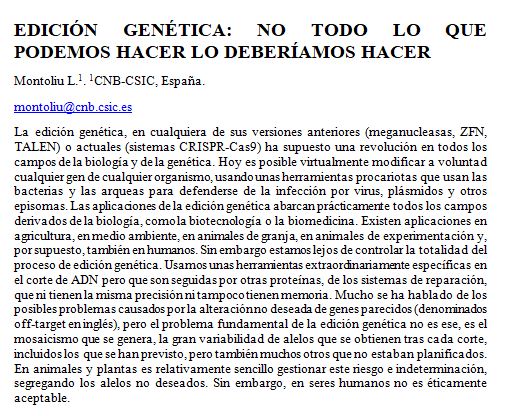 EDICIÓN GENÉTICA: NO TODO LO QUE
PODEMOS HACER LO DEBERÍAMOS HACER
Montoliu L.¹. ¹CNB-CSIC, España.
montoliu@cnb.csic.es
La edición genética, en cualquiera de sus versiones anteriores (meganucleasas, ZFN,
TALEN) o actuales (sistemas CRISPR-Cas9) ha supuesto una revolución en todos los
campos de la biología y de la genética. Hoy es posible virtualmente modificar a voluntad
cualquier gen de cualquier organismo, usando unas herramientas procariotas que usan las
bacterias y las arqueas para defenderse de la infección por virus, plásmidos y otros
episomas. Las aplicaciones de la edición genética abarcan prácticamente todos los campos
derivados de la biología, como la biotecnología o la biomedicina. Existen aplicaciones en
agricultura, en medio ambiente, en animales de granja, en animales de experimentación y,
por supuesto, también en humanos. Sin embargo estamos lejos de controlar la totalidad del
proceso de edición genética. Usamos unas herramientas extraordinariamente específicas en
el corte de ADN pero que son seguidas por otras proteínas, de los sistemas de reparación,
que ni tienen la misma precisión ni tampoco tienen memoria. Mucho se ha hablado de los
posibles problemas causados por la alteración no deseada de genes parecidos (denominados
off-target en inglés), pero el problema fundamental de la edición genética no es ese, es el
mosaicismo que se genera, la gran variabilidad de alelos que se obtienen tras cada corte,
incluidos los que se han previsto, pero también muchos otros que no estaban planificados.
En animales y plantas es relativamente sencillo gestionar este riesgo e indeterminación,
segregando los alelos no deseados. Sin embargo, en seres humanos no es éticamente
aceptable.